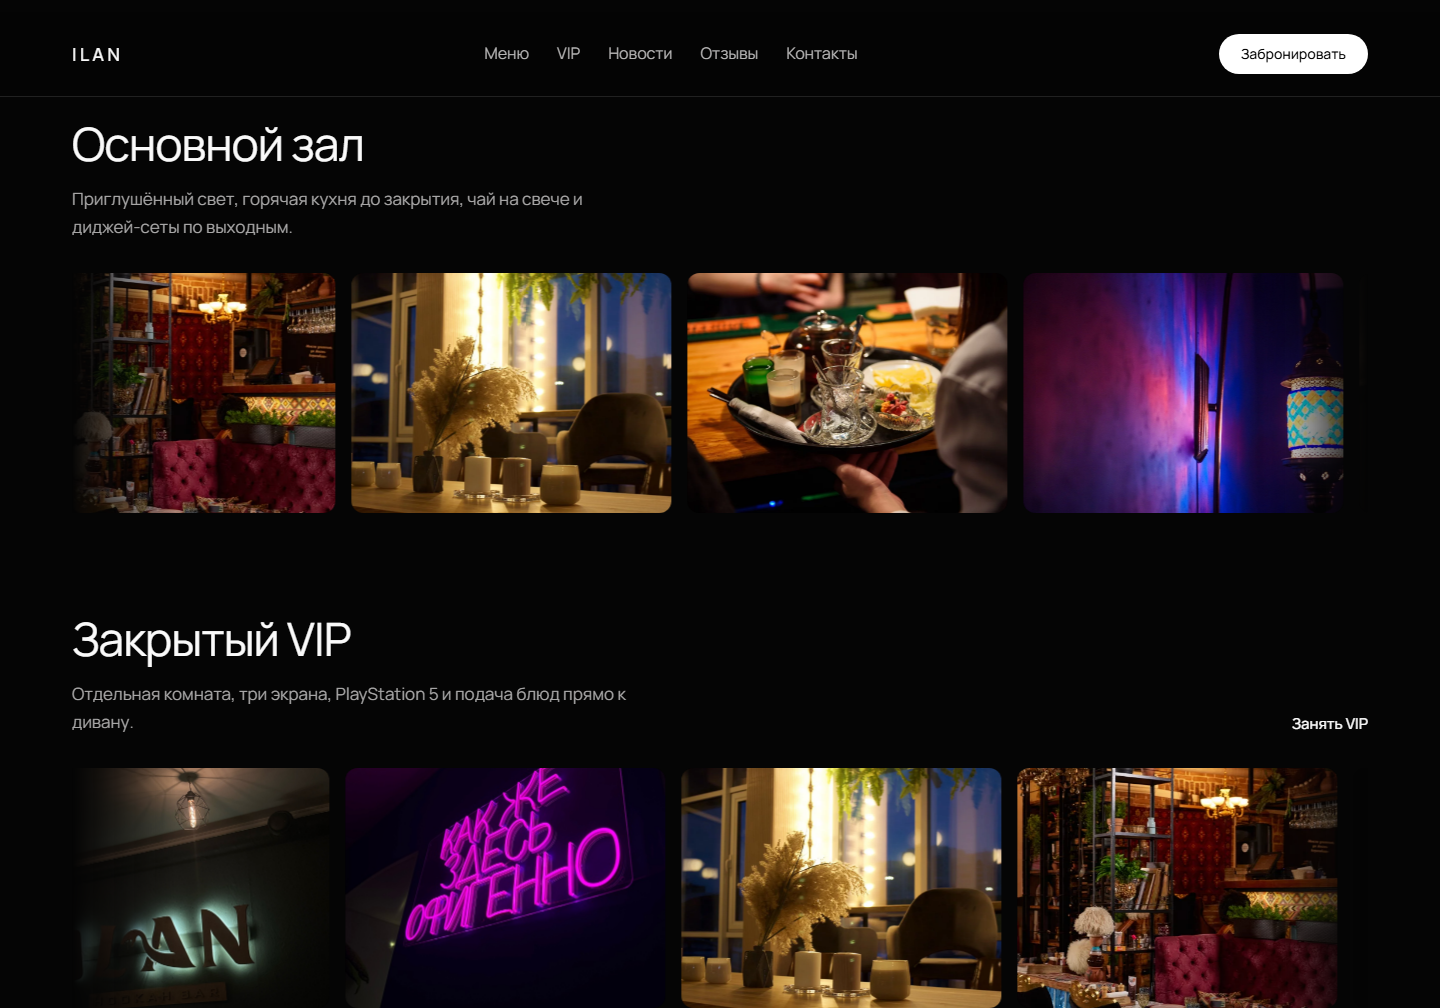 ILAN
Меню
VIP
Новости
Отзывы
Контакты
Забронировать
Основной зал
Приглушённый свет, горячая кухня до закрытия, чай на свече и
диджей-сеты по выходным.
Закрытый VIP
Отдельная комната, три экрана, PlayStation 5 и подача блюд прямо к
дивану.
Занять VIP
LAN
КАК ЖЕ
ЗДЕСЬ
ОФИГЕННО